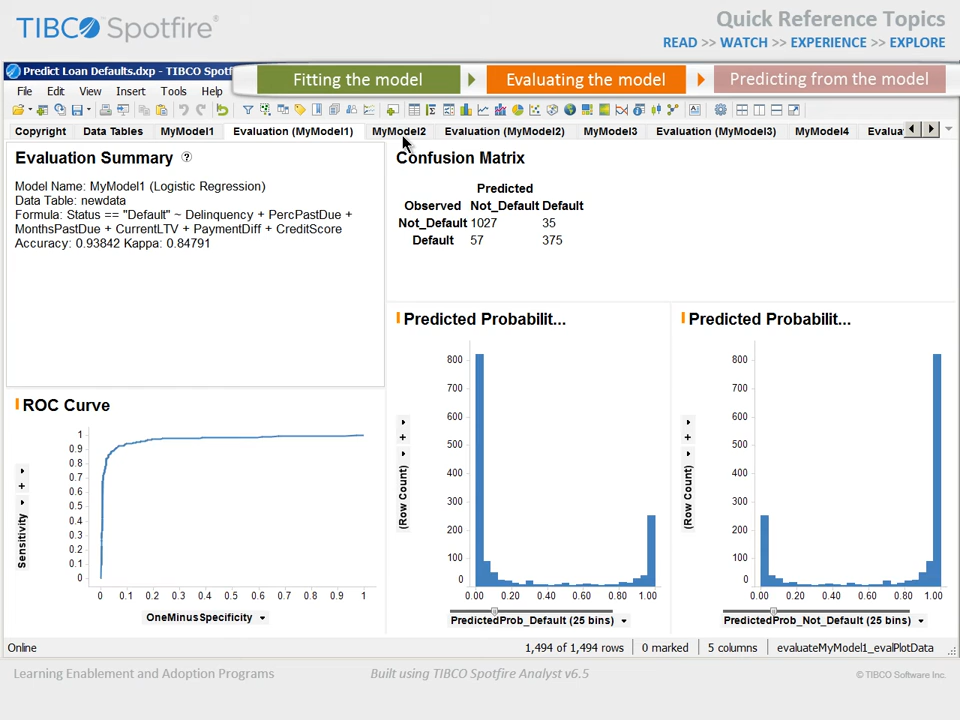 TIBCO Spotfire®
Quick Reference Topics
READ >> WATCH >> EXPERIENCE >> EXPLORE
Predict Loan Defaults.dxp - TIBCO Spotf
Fitting the model
Evaluating the model
Predicting from the model
File Edit View Insert Tools Help
Copyright Data Tables MyModel1 Evaluation (MyModel1) MyModel2 Evaluation (MyModel2) MyModel3 Evaluation (MyModel3) MyModel4 Evalua
Evaluation Summary ?
Model Name: MyModel1 (Logistic Regression)
Data Table: newdata
Formula: Status == "Default" ~ Delinquency + PercPastDue +
MonthsPastDue + CurrentLTV + PaymentDiff + CreditScore
Accuracy: 0.93842 Kappa: 0.84791
Confusion Matrix
Predicted
Observed Not_Default Default
Not_Default 1027 35
Default 57 375
ROC Curve
1
0.9
0.8
0.7
0.6
0.5
0.4
0.3
0.2
0.1
0
Sensitivity
0 0.1 0.2 0.3 0.4 0.5 0.6 0.7 0.8 0.9 1
OneMinusSpecificity
Predicted Probabilit...
800
700
600
500
400
300
200
100
0
(Row Count)
0.00 0.20 0.40 0.60 0.80 1.00
PredictedProb_Default (25 bins)
Predicted Probabilit...
800
700
600
500
400
300
200
100
0
(Row Count)
0.00 0.20 0.40 0.60 0.80 1.00
PredictedProb_Not_Default (25 bins)
Online
1,494 of 1,494 rows 0 marked 5 columns evaluateMyModel1_evalPlotData
Learning Enablement and Adoption Programs
Built using TIBCO Spotfire Analyst v6.5
© TIBCO Software Inc.